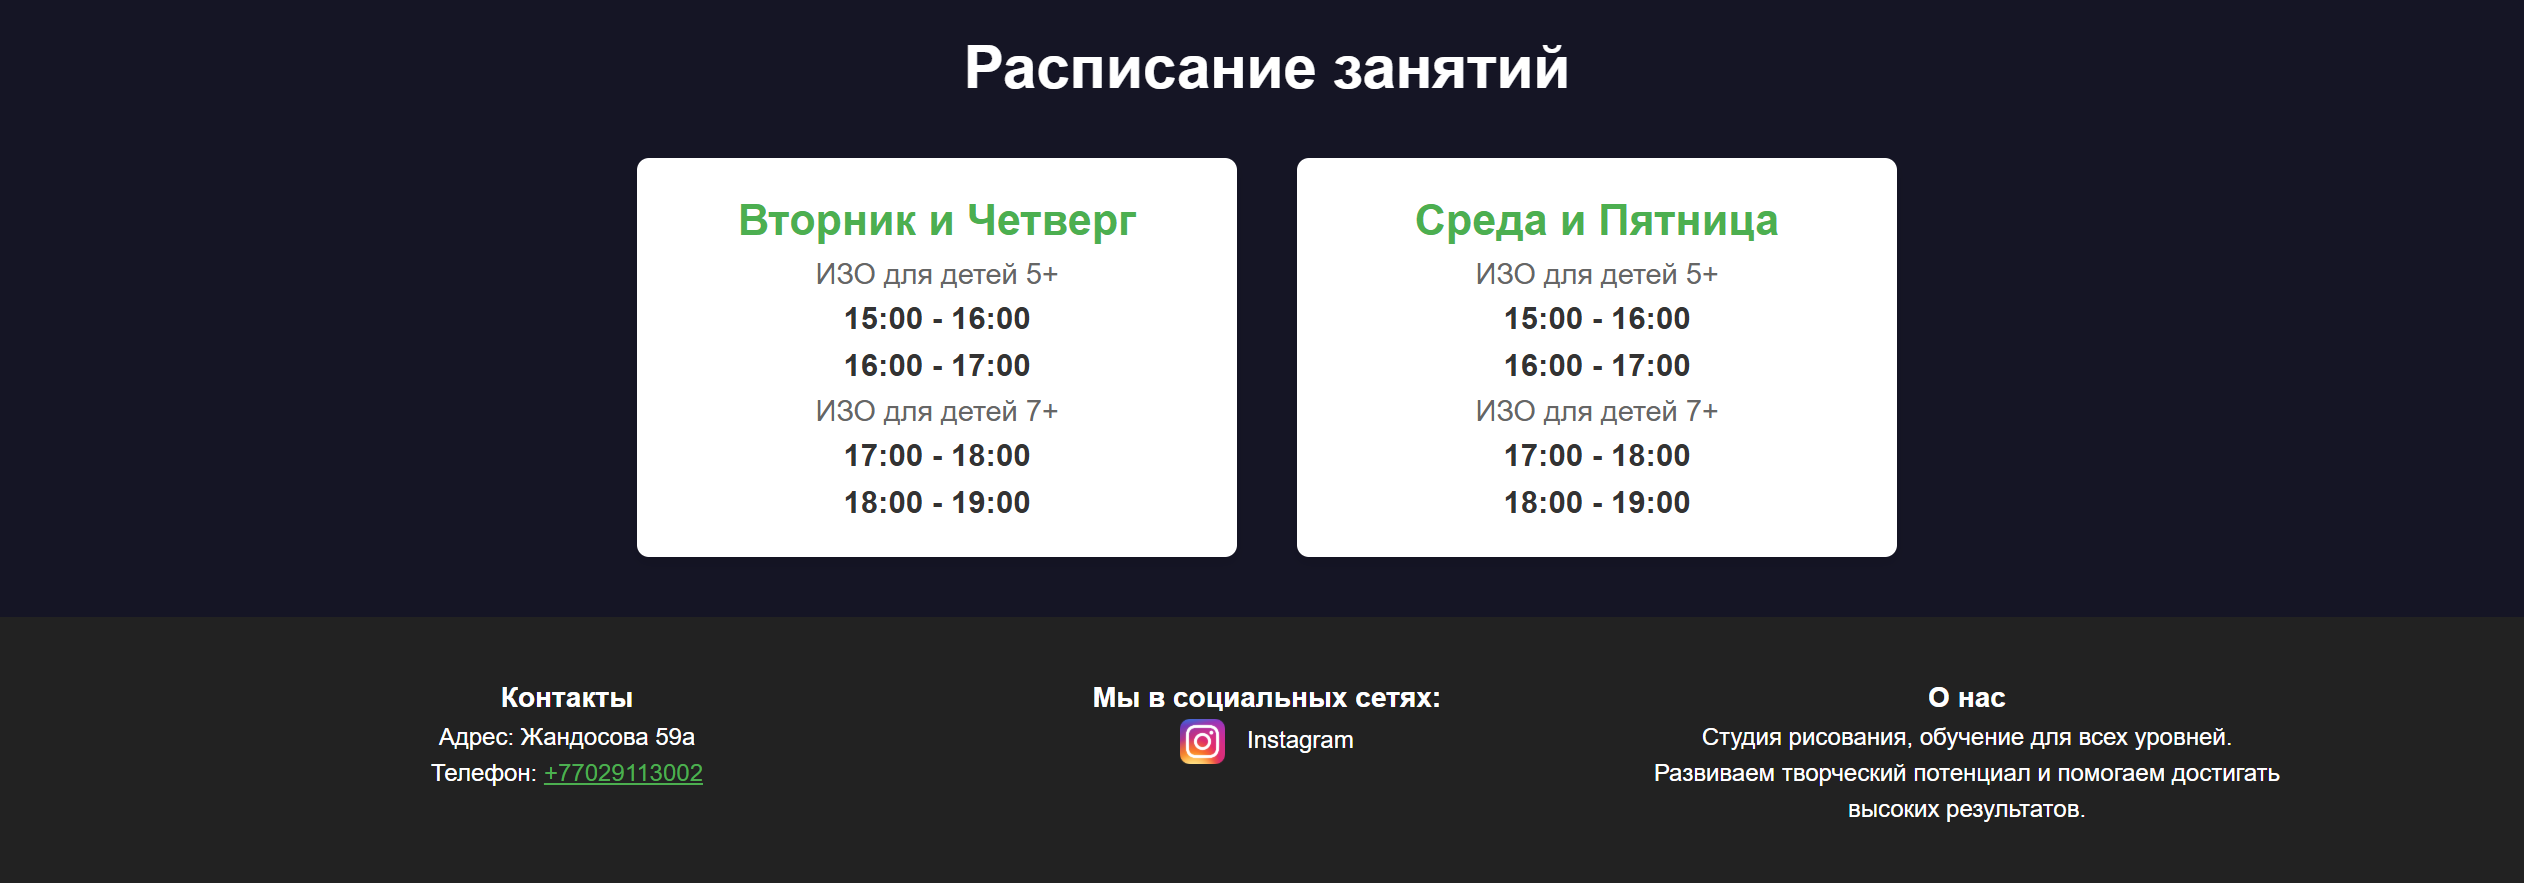 Расписание занятий
Вторник и Четверг
ИЗО для детей 5+
15:00 - 16:00
16:00 - 17:00
ИЗО для детей 7+
17:00 - 18:00
18:00 - 19:00
Среда и Пятница
ИЗО для детей 5+
15:00 - 16:00
16:00 - 17:00
ИЗО для детей 7+
17:00 - 18:00
18:00 - 19:00
Контакты
Адрес: Жандосова 59а
Телефон: +77029113002
Мы в социальных сетях:
Instagram
О нас
Студия рисования, обучение для всех уровней.
Развиваем творческий потенциал и помогаем достигать
высоких результатов.